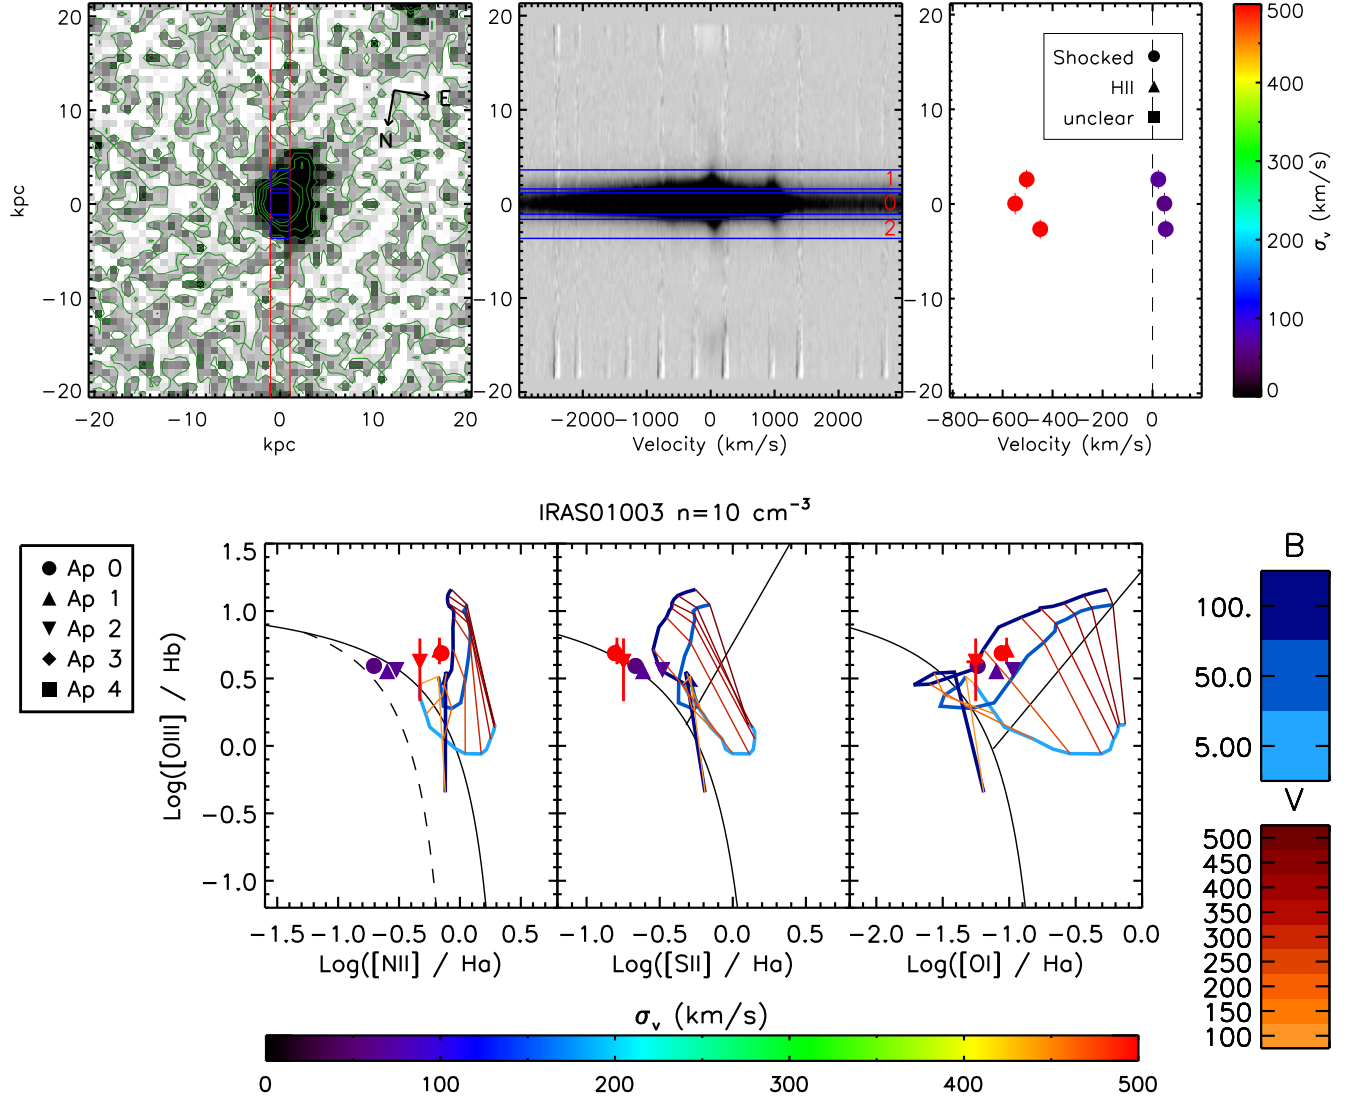 20
10
0
−10
−20
kpc
−20 −10 0 10 20
kpc
E
N
20
10
0
−10
−20
1
0
2
−2000 −1000 0 1000 2000
Velocity (km/s)
20
10
0
−10
−20
Shocked
HII
unclear
−800 −600 −400 −200 0
Velocity (km/s)
500
400
300
200
100
0
σv (km/s)
IRAS01003 n=10 cm−3
Ap 0
Ap 1
Ap 2
Ap 3
Ap 4
Log([OIII] / Hb)
1.5
1.0
0.5
0.0
−0.5
−1.0
−1.5 −1.0 −0.5 0.0 0.5
Log([NII] / Ha)
−1.0 −0.5 0.0 0.5
Log([SII] / Ha)
−2.0 −1.5 −1.0 −0.5 0.0
Log([OI] / Ha)
B
100.
50.0
5.00
V
500
450
400
350
300
250
200
150
100
σv (km/s)
0 100 200 300 400 500